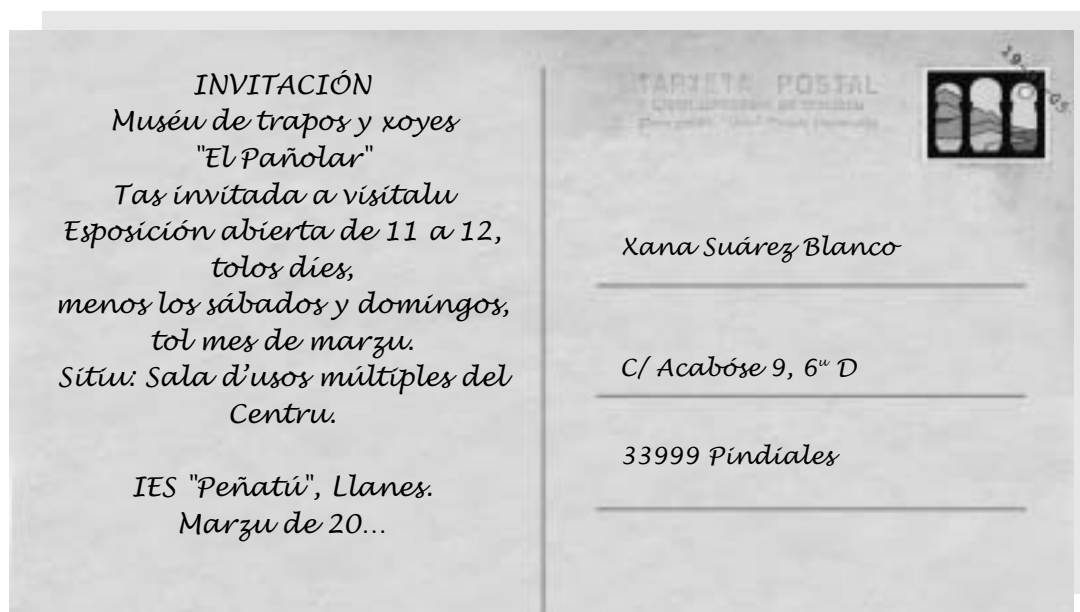 INVITACIÓN
Muséu de trapos y xoyes
"El Pañolar"
Tas invitada a visitalu
Esposición abierta de 11 a 12,
tolos díes,
menos los sábados y domingos,
tol mes de marzu.
Sitiu: Sala d'usos múltiples del
Centru.
IES "Peñatú", Llanes.
Marzu de 20...
TARJETA POSTAL
Xana Suárez Blanco
C/ Acabóse 9, 6ᵘ D
33999 Pindiales